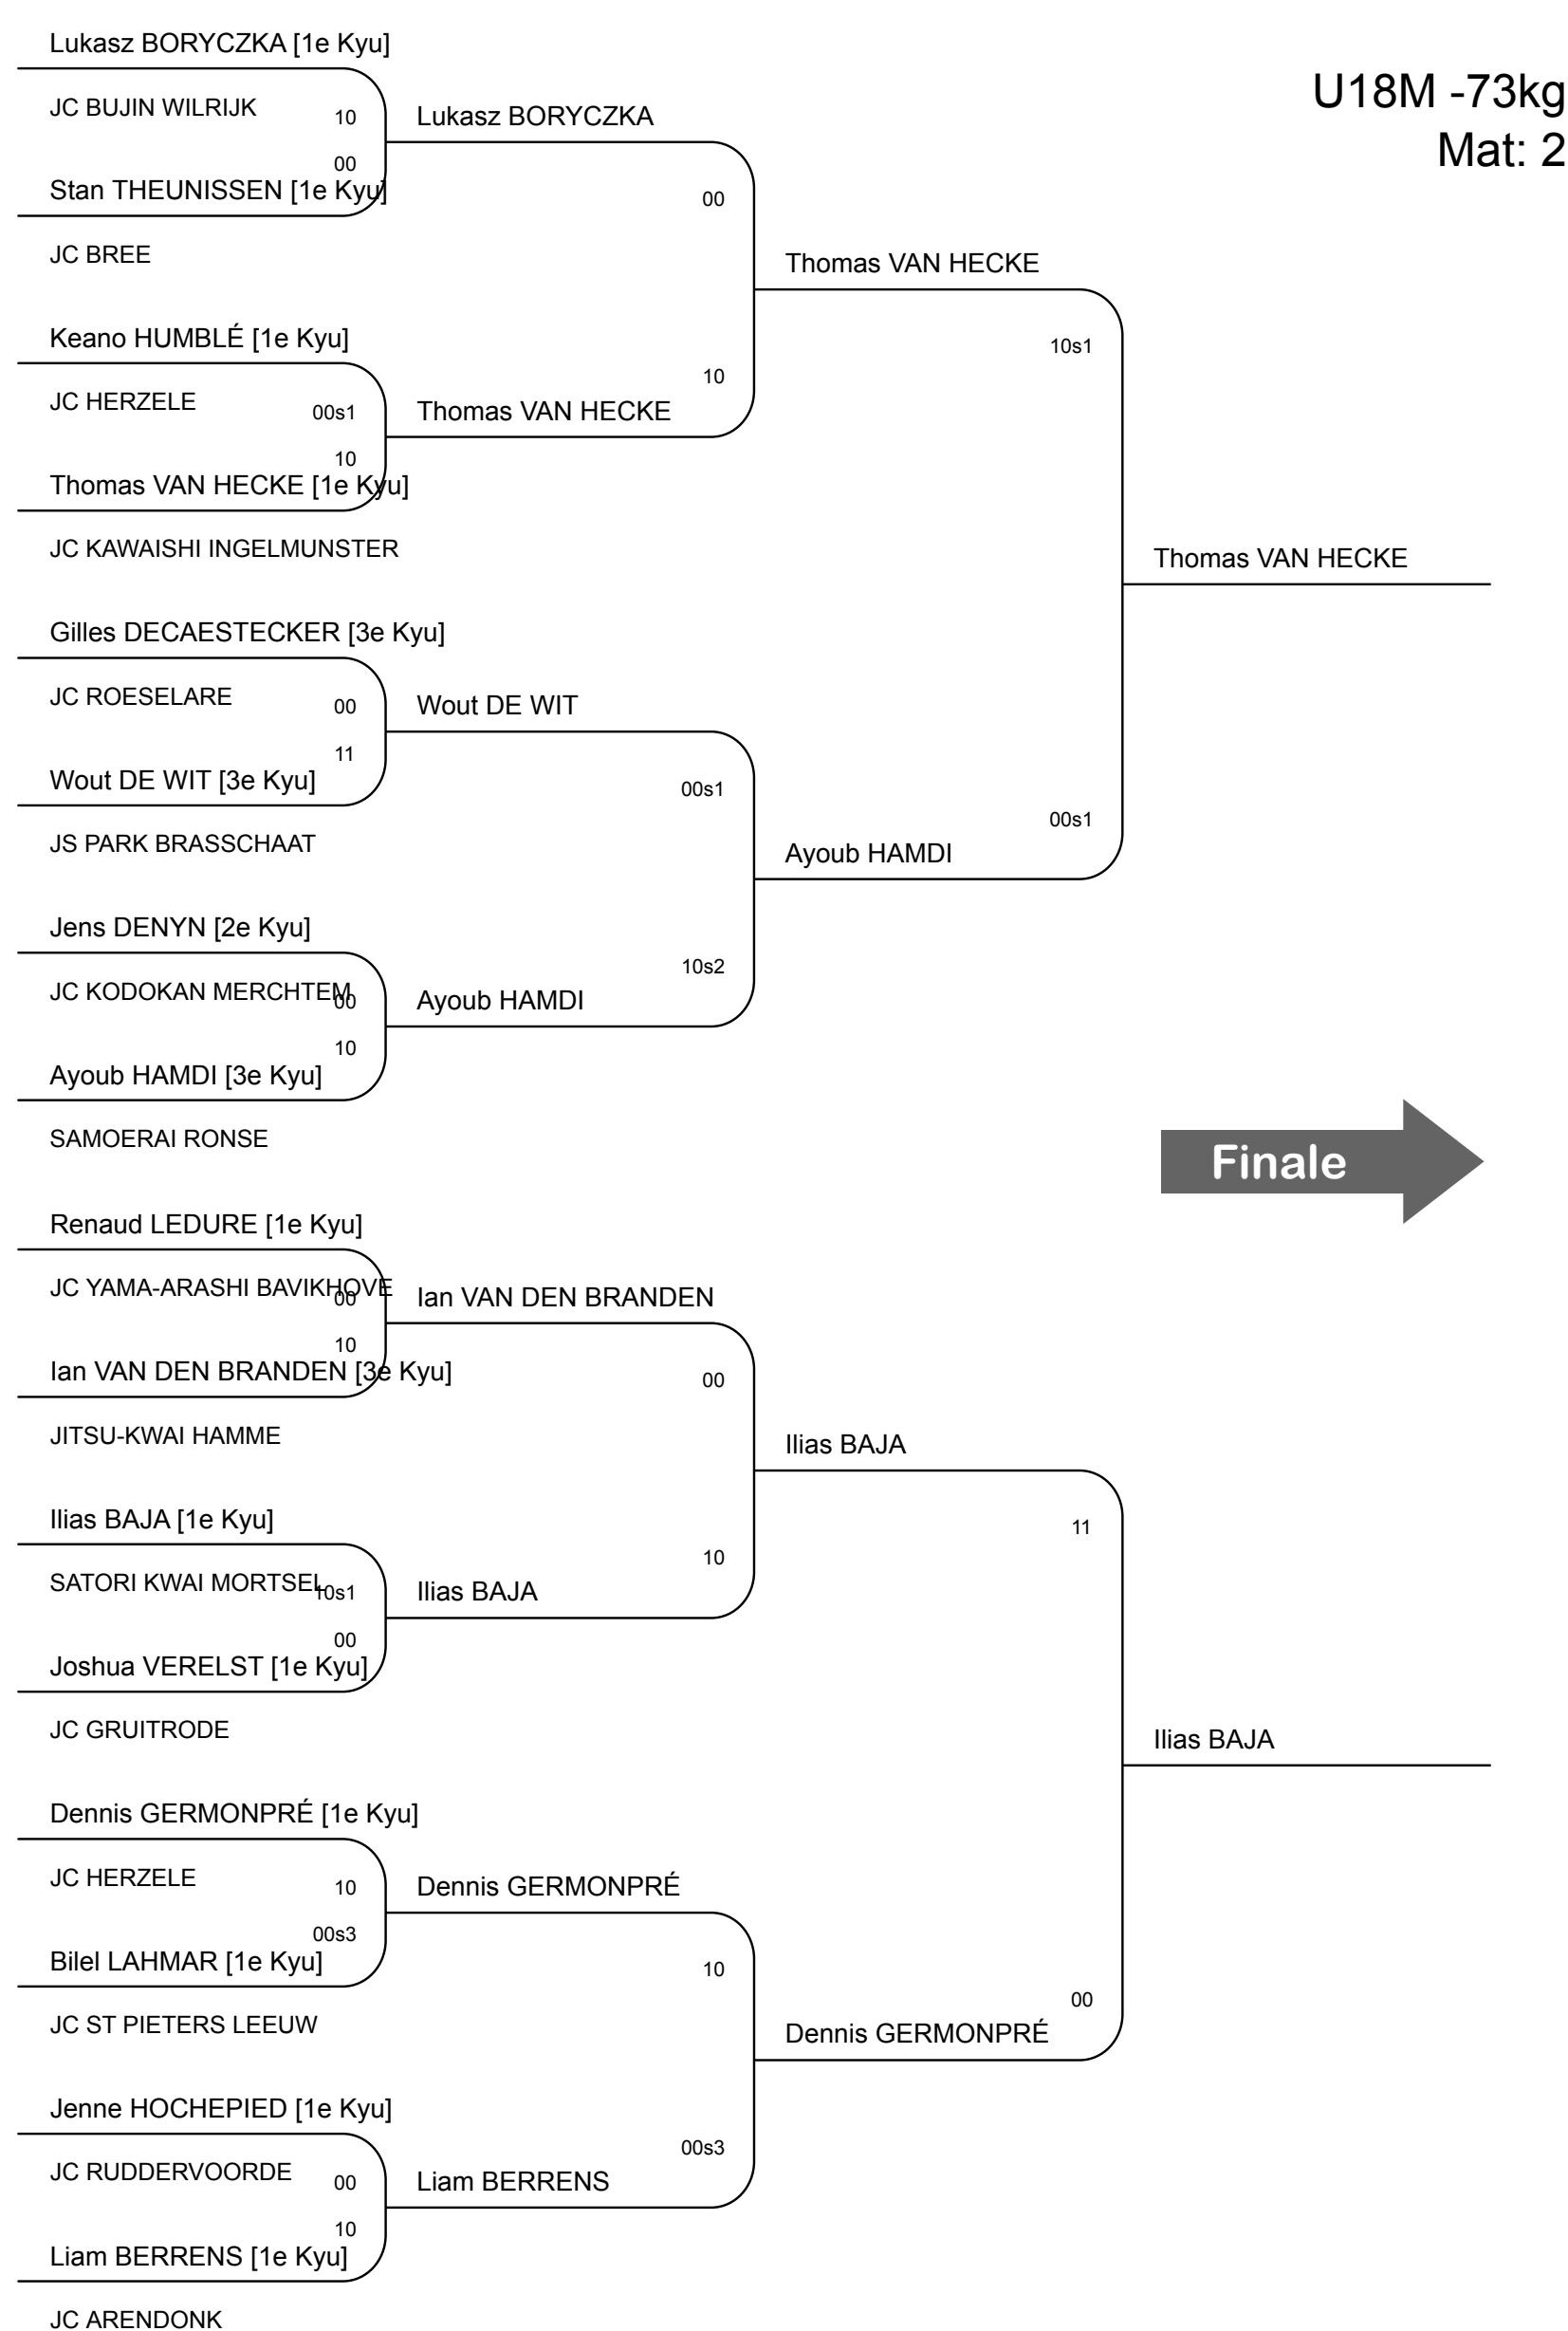 Lukasz BORYCZKA [1e Kyu]
U18M -73kg
Mat: 2
JC BUJIN WILRIJK
10
Lukasz BORYCZKA
00
Stan THEUNISSEN [1e Kyu]
00
JC BREE
Thomas VAN HECKE
Keano HUMBLÉ [1e Kyu]
10s1
10
JC HERZELE
00s1
Thomas VAN HECKE
10
Thomas VAN HECKE [1e Kyu]
JC KAWAISHI INGELMUNSTER
Thomas VAN HECKE
Gilles DECAESTECKER [3e Kyu]
JC ROESELARE
00
Wout DE WIT
11
Wout DE WIT [3e Kyu]
00s1
00s1
JS PARK BRASSCHAAT
Ayoub HAMDI
Jens DENYN [2e Kyu]
10s2
JC KODOKAN MERCHTEM
00
Ayoub HAMDI
10
Ayoub HAMDI [3e Kyu]
SAMOERAI RONSE
Finale
Renaud LEDURE [1e Kyu]
JC YAMA-ARASHI BAVIKHOVE
00
Ian VAN DEN BRANDEN
10
Ian VAN DEN BRANDEN [3e Kyu]
00
JITSU-KWAI HAMME
Ilias BAJA
Ilias BAJA [1e Kyu]
11
10
SATORI KWAI MORTSEL
10s1
Ilias BAJA
00
Joshua VERELST [1e Kyu]
JC GRUITRODE
Ilias BAJA
Dennis GERMONPRÉ [1e Kyu]
JC HERZELE
10
Dennis GERMONPRÉ
00s3
Bilel LAHMAR [1e Kyu]
10
00
JC ST PIETERS LEEUW
Dennis GERMONPRÉ
Jenne HOCHEPIED [1e Kyu]
00s3
JC RUDDERVOORDE
00
Liam BERRENS
10
Liam BERRENS [1e Kyu]
JC ARENDONK